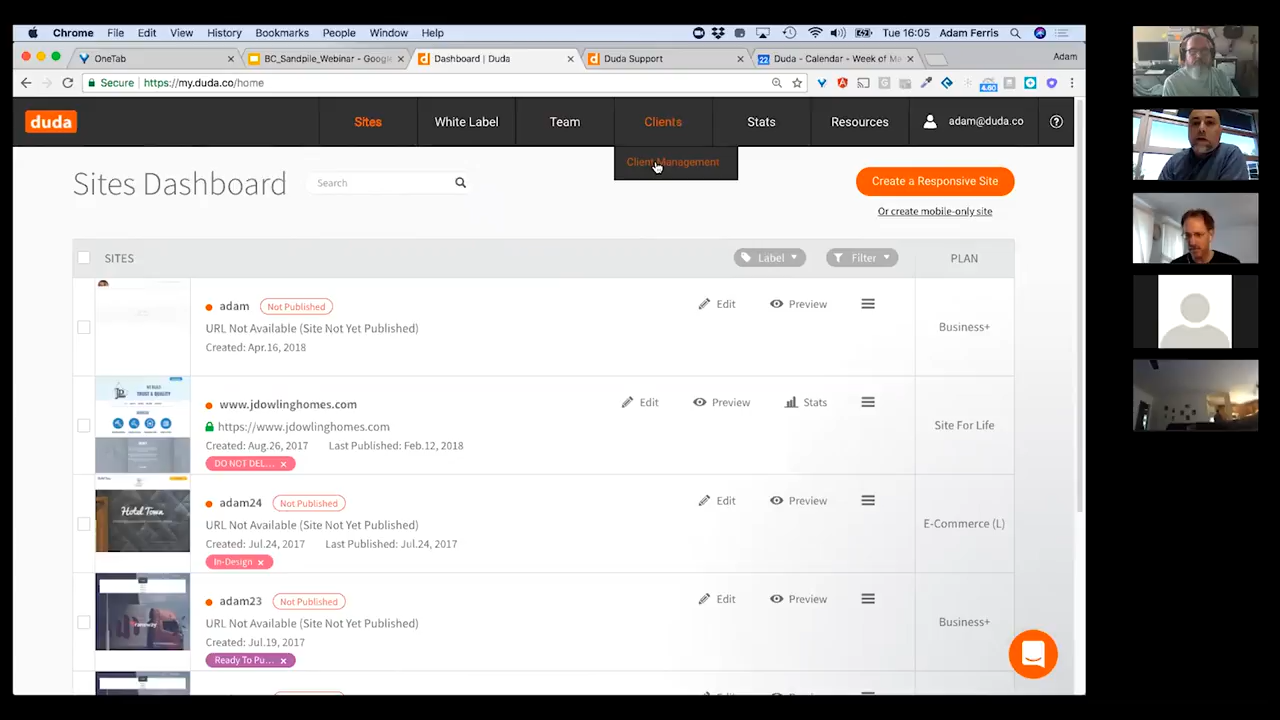 Chrome File Edit View History Bookmarks People Window Help Tue 16:05 Adam Ferris
OneTab BC_Sandpile_Webinar - Google Dashboard | Duda Duda Support 22 Duda - Calendar - Week of Ma Adam
Secure https://my.duda.co/home 4.60
duda Sites White Label Team Clients Stats Resources adam@duda.co ?
Client Management
Sites Dashboard Search Create a Responsive Site
Or create mobile-only site
SITES Label Filter PLAN
adam Not Published Edit Preview
URL Not Available (Site Not Yet Published) Business+
Created: Apr.16, 2018
www.jdowlinghomes.com Edit Preview Stats
https://www.jdowlinghomes.com Site For Life
Created: Aug.26, 2017 Last Published: Feb.12, 2018
DO NOT DEL... x
adam24 Not Published Edit Preview
Hotel Town
URL Not Available (Site Not Yet Published) E-Commerce (L)
Created: Jul.24, 2017 Last Published: Jul.24, 2017
In-Design x
adam23 Not Published Edit Preview
URL Not Available (Site Not Yet Published) Business+
Created: Jul.19, 2017
Ready To Pu... x